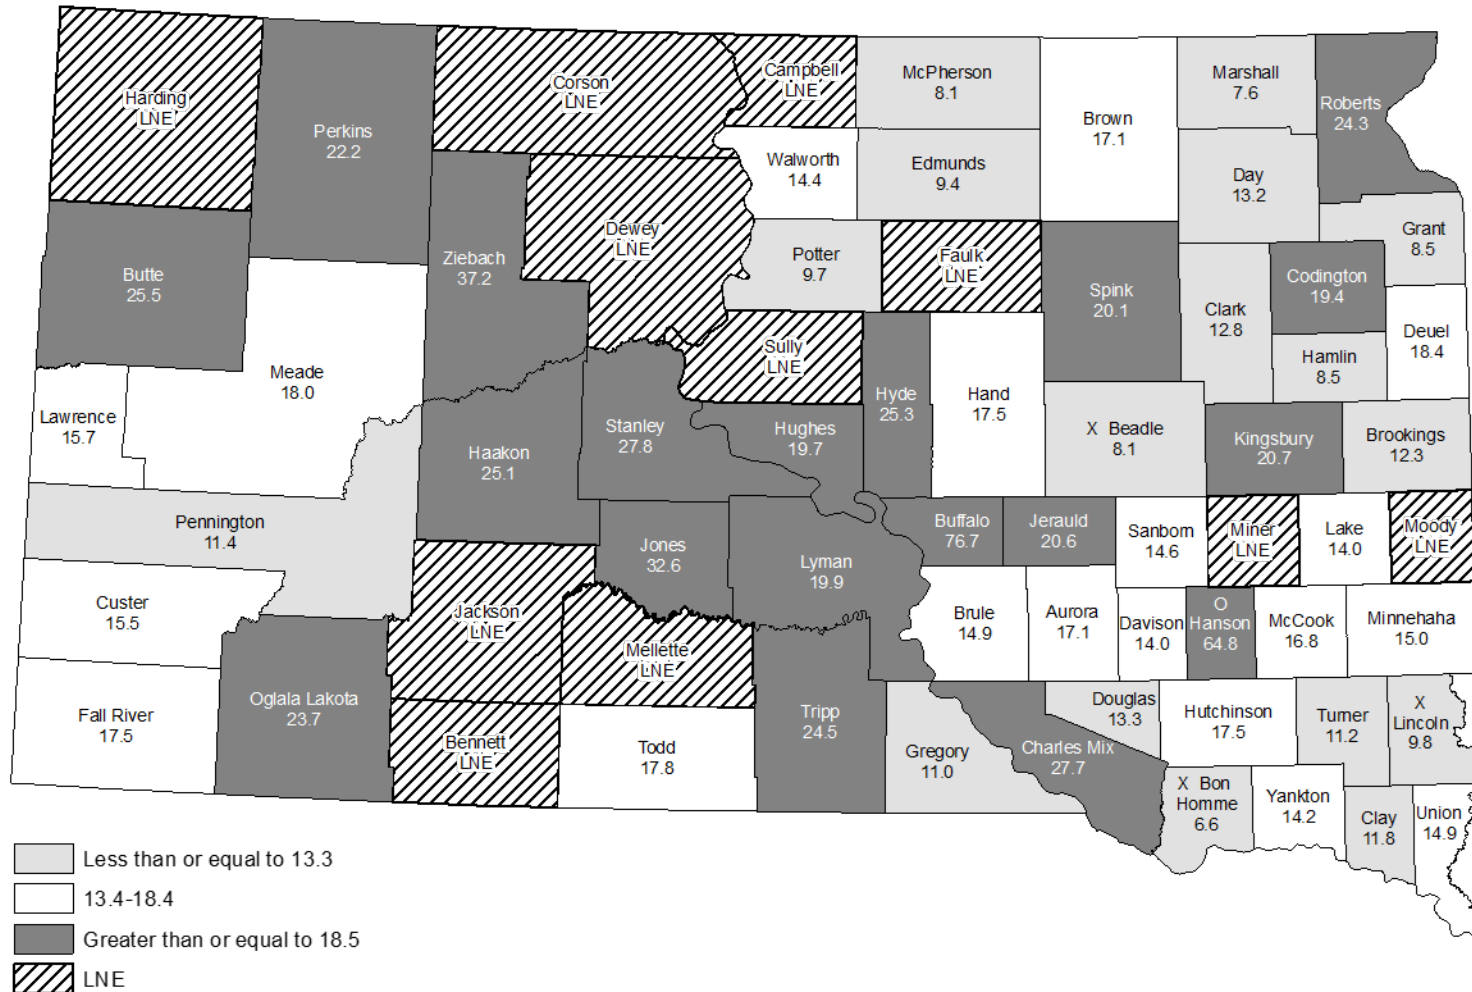 Harding
LNE
Perkins
22.2
Corson
LNE
Campbell
LNE
McPherson
8.1
Brown
17.1
Marshall
7.6
Roberts
24.3
Walworth
14.4
Edmunds
9.4
Day
13.2
Grant
8.5
Butte
25.5
Ziebach
37.2
Dewey
LNE
Potter
9.7
Faulk
LNE
Spink
20.1
Clark
12.8
Codington
19.4
Deuel
18.4
Hamlin
8.5
Meade
18.0
Lawrence
15.7
Sully
LNE
Hyde
25.3
Hand
17.5
X Beadle
8.1
Kingsbury
20.7
Brookings
12.3
Haakon
25.1
Stanley
27.8
Hughes
19.7
Pennington
11.4
Jones
32.6
Lyman
19.9
Buffalo
76.7
Jerauld
20.6
Sanborn
14.6
Miner
LNE
Lake
14.0
Moody
LNE
Custer
15.5
Jackson
LNE
Mellette
LNE
Brule
14.9
Aurora
17.1
Davison
14.0
O
Hanson
64.8
McCook
16.8
Minnehaha
15.0
Fall River
17.5
Oglala Lakota
23.7
Bennett
LNE
Todd
17.8
Tripp
24.5
Gregory
11.0
Charles Mix
27.7
Douglas
13.3
Hutchinson
17.5
Turner
11.2
X
Lincoln
9.8
X Bon
Homme
6.6
Yankton
14.2
Clay
11.8
Union
14.9
Less than or equal to 13.3
13.4-18.4
Greater than or equal to 18.5
LNE